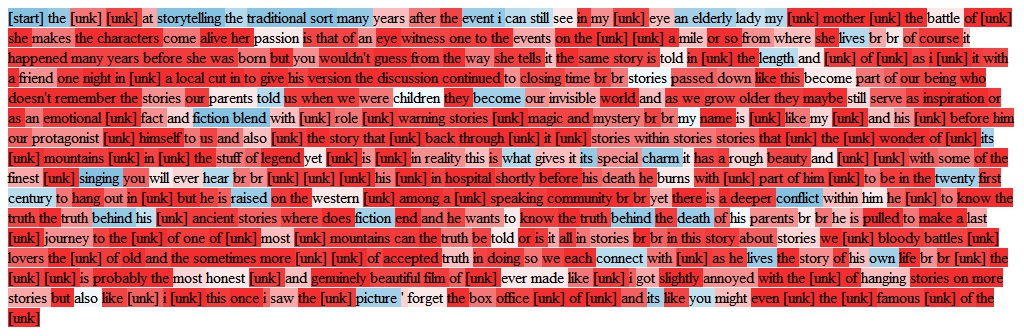 [start] the [unk] [unk] at storytelling the traditional sort many years after the event i can still see in my [unk] eye an elderly lady my [unk] mother [unk] the battle of [unk]
she makes the characters come alive her passion is that of an eye witness one to the events on the [unk] [unk] a mile or so from where she lives br br of course it
happened many years before she was born but you wouldn't guess from the way she tells it the same story is told in [unk] the length and [unk] of [unk] as i [unk] it with
a friend one night in [unk] a local cut in to give his version the discussion continued to closing time br br stories passed down like this become part of our being who
doesn't remember the stories our parents told us when we were children they become our invisible world and as we grow older they maybe still serve as inspiration or
as an emotional [unk] fact and fiction blend with [unk] role [unk] warning stories [unk] magic and mystery br br my name is [unk] like my [unk] and his [unk] before him
our protagonist [unk] himself to us and also [unk] the story that [unk] back through [unk] it [unk] stories within stories stories that [unk] the [unk] wonder of [unk] its
[unk] mountains [unk] in [unk] the stuff of legend yet [unk] is [unk] in reality this is what gives it its special charm it has a rough beauty and [unk] [unk] with some of the
finest [unk] singing you will ever hear br br [unk] [unk] [unk] his [unk] in hospital shortly before his death he burns with [unk] part of him [unk] to be in the twenty first
century to hang out in [unk] but he is raised on the western [unk] among a [unk] speaking community br br yet there is a deeper conflict within him he [unk] to know the
truth the truth behind his [unk] ancient stories where does fiction end and he wants to know the truth behind the death of his parents br br he is pulled to make a last
[unk] journey to the [unk] of one of [unk] most [unk] mountains can the truth be told or is it all in stories br br in this story about stories we [unk] bloody battles [unk]
lovers the [unk] of old and the sometimes more [unk] of accepted truth in doing so we each connect with [unk] as he lives the story of his own life br br [unk] the
[unk] [unk] is probably the most honest [unk] and genuinely beautiful film of [unk] ever made like [unk] i got slightly annoyed with the [unk] of hanging stories on more
stories but also like [unk] i [unk] this once i saw the [unk] picture ' forget the box office [unk] of [unk] and its like you might even [unk] the [unk] famous [unk] of the
[unk]